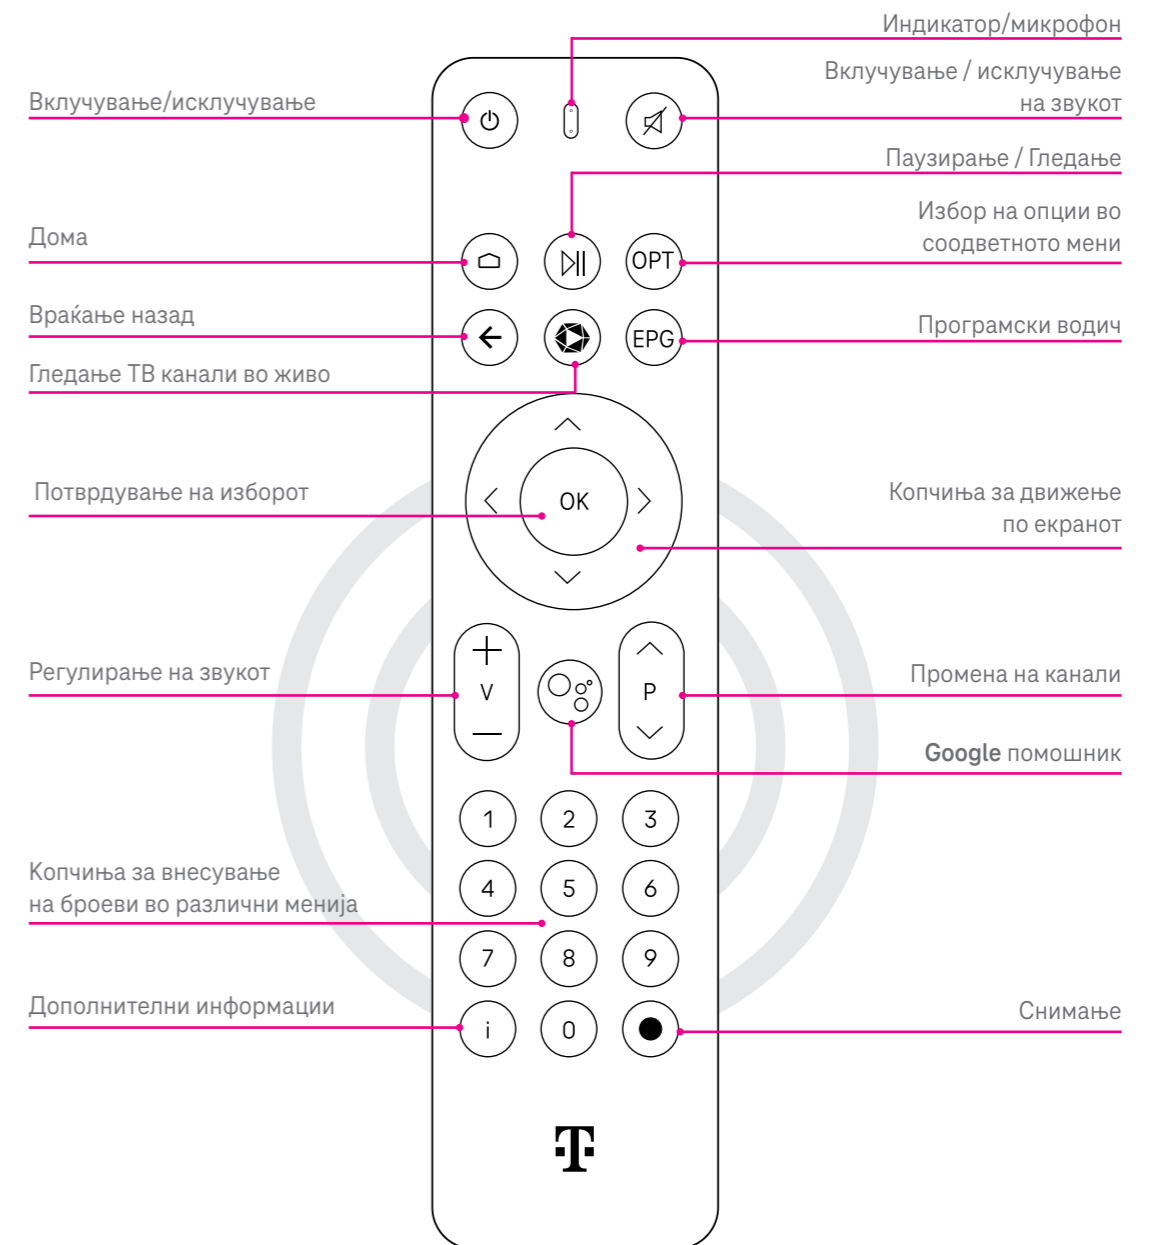 Индикатор/микрофон
Вклучување / исклучување
на звукот
Вклучување/исклучување
Паузирање / Гледање
Избор на опции во
соодветното мени
Дома
OPT
Враќање назад
Програмски водич
EPG
Гледање ТВ канали во живо
Потврдување на изборот
OK
Копчиња за движење
по екранот
Регулирање на звукот
V
P
Промена на канали
Google помошник
1 2 3
Копчиња за внесување
на броеви во различни менија
4 5 6
7 8 9
Дополнителни информации
i 0
Снимање
T